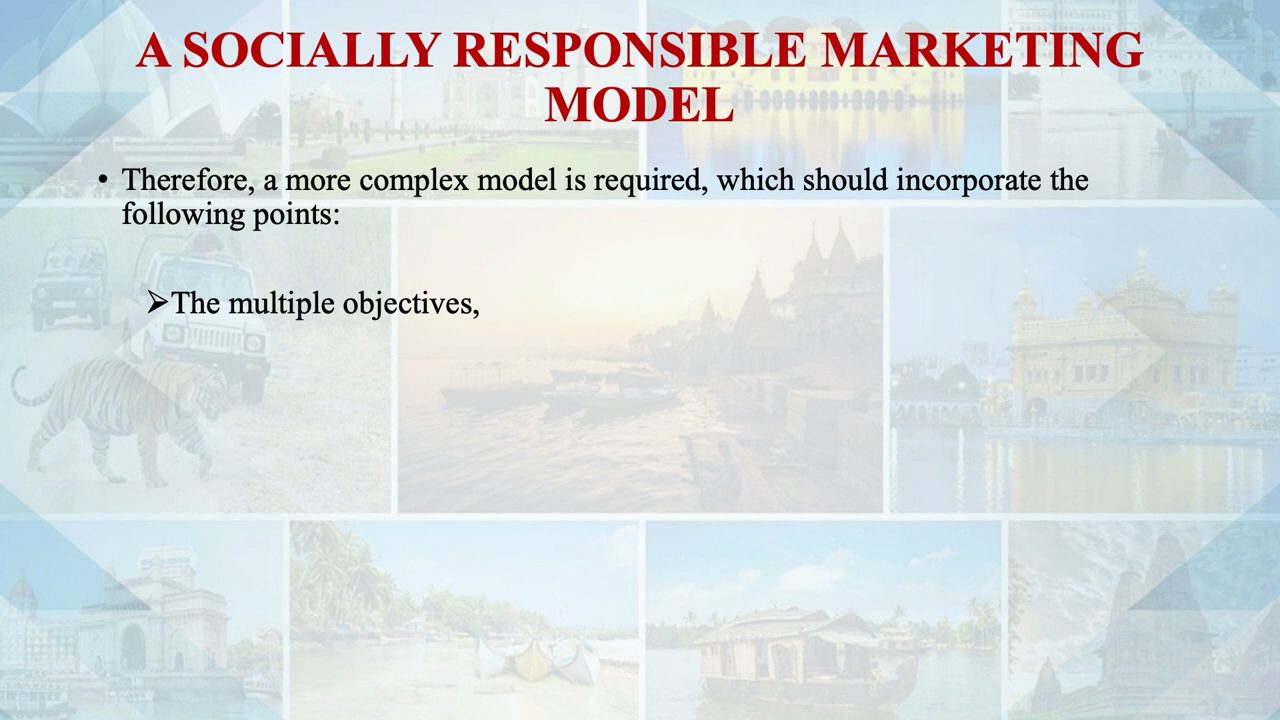 A SOCIALLY RESPONSIBLE MARKETING
MODEL
• Therefore, a more complex model is required, which should incorporate the
following points:
➢The multiple objectives,